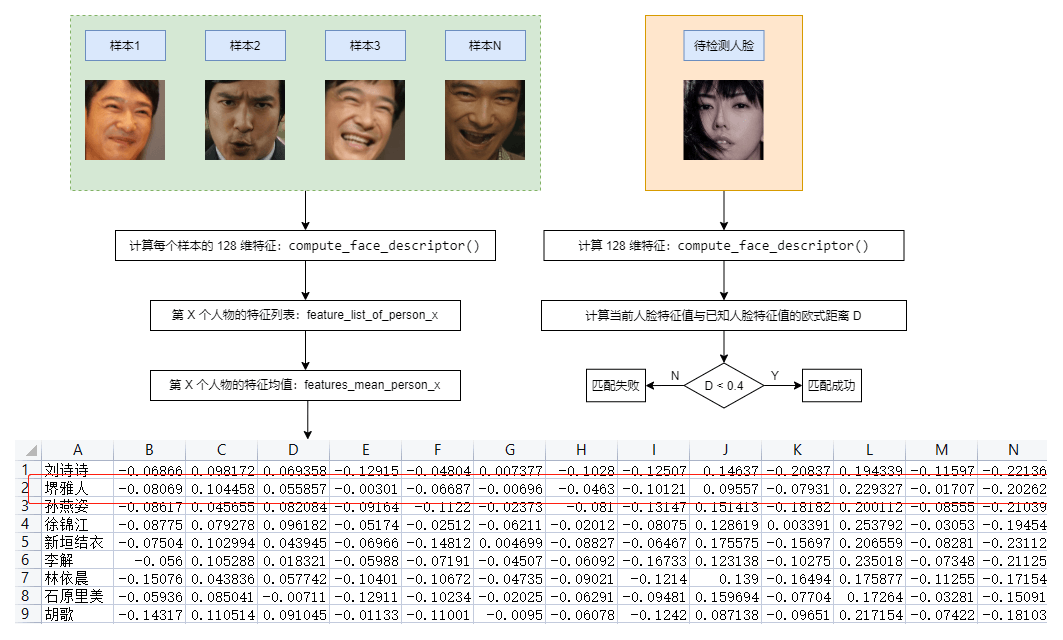 样本1 样本2 样本3 样本N 待检测人脸
计算每个样本的 128 维特征：compute_face_descriptor() 计算 128 维特征：compute_face_descriptor()
第 X 个人物的特征列表：feature_list_of_person_x 计算当前人脸特征值与已知人脸特征值的欧式距离 D
第 X 个人物的特征均值：features_mean_person_x 匹配失败 N D < 0.4 Y 匹配成功
A B C D E F G H I J K L M N
1 刘诗诗 -0.06866 0.098172 0.069358 -0.12915 -0.04804 0.007377 -0.1028 -0.12507 0.14637 -0.20837 0.194339 -0.11597 -0.22136
2 堺雅人 -0.08069 0.104458 0.055857 -0.00301 -0.06687 -0.00696 -0.0463 -0.10121 0.09557 -0.07931 0.229327 -0.01707 -0.20262
3 孙燕姿 -0.08617 0.045655 0.082084 -0.09164 -0.1122 -0.02373 -0.081 -0.13147 0.151413 -0.18182 0.200112 -0.08555 -0.21039
4 徐锦江 -0.08775 0.079278 0.096182 -0.05174 -0.02512 -0.06211 -0.02012 -0.08075 0.128619 0.003391 0.253792 -0.03053 -0.19454
5 新垣结衣 -0.07504 0.102994 0.043945 -0.06966 -0.14812 0.004699 -0.08827 -0.06467 0.175575 -0.15697 0.206559 -0.08281 -0.23112
6 李解 -0.056 0.105288 0.018321 -0.05988 -0.07191 -0.04507 -0.06092 -0.16733 0.123138 -0.10275 0.235018 -0.07348 -0.21125
7 林依晨 -0.15076 0.043836 0.057742 -0.10401 -0.10672 -0.04735 -0.09021 -0.1214 0.139 -0.16494 0.175877 -0.11255 -0.17154
8 石原里美 -0.05936 0.085041 -0.00711 -0.12911 -0.10234 -0.02025 -0.06291 -0.09481 0.159694 -0.07704 0.17264 -0.03281 -0.15091
9 胡歌 -0.14317 0.110514 0.091045 -0.01133 -0.11001 -0.0095 -0.06078 -0.1242 0.087138 -0.09651 0.217154 -0.07422 -0.18103